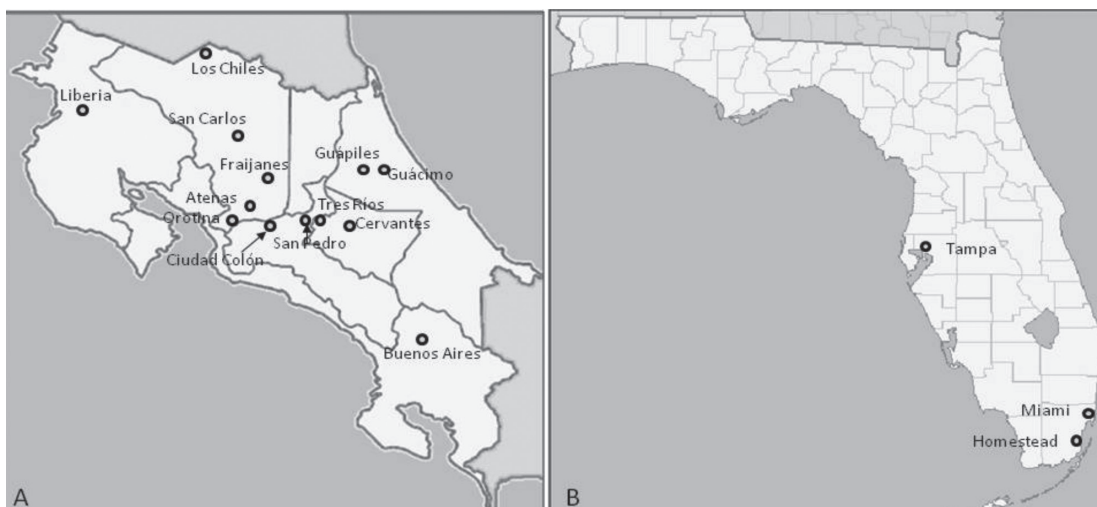 Los Chiles
Liberia
San Carlos
Fraijanes
Guápiles
Guácimo
Atenas
Orotina
Tres Ríos
Cervantes
San Pedro
Ciudad Colón
Buenos Aires
A
Tampa
Miami
Homestead
B